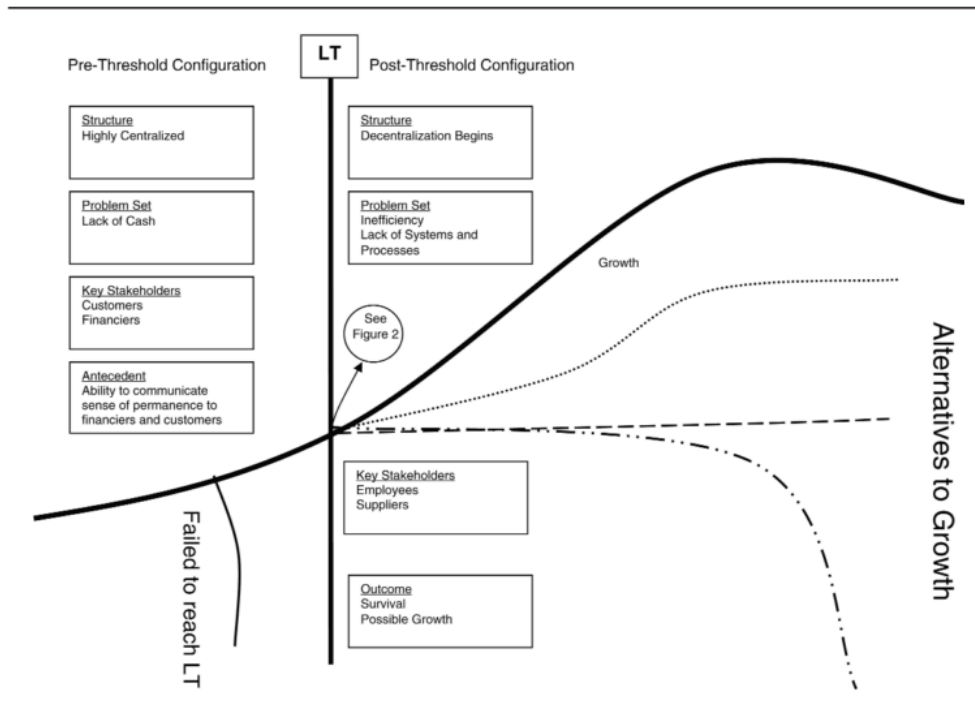 LT
Pre-Threshold Configuration
Post-Threshold Configuration
Structure
Highly Centralized
Structure
Decentralization Begins
Problem Set
Lack of Cash
Problem Set
Inefficiency
Lack of Systems and
Processes
Growth
Key Stakeholders
Customers
Financiers
See
Figure 2
Antecedent
Ability to communicate
sense of permanence to
financiers and customers
Alternatives to Growth
Key Stakeholders
Employees
Suppliers
Failed to reach LT
Outcome
Survival
Possible Growth